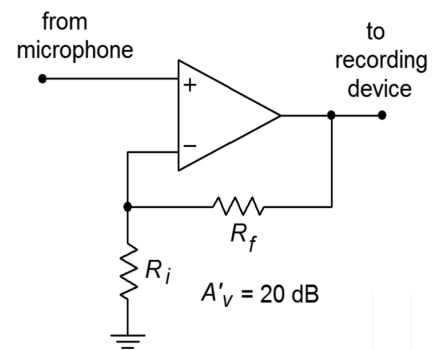 from
microphone
to
recording
device
+
−
R_f
R_i
A'_v = 20 dB